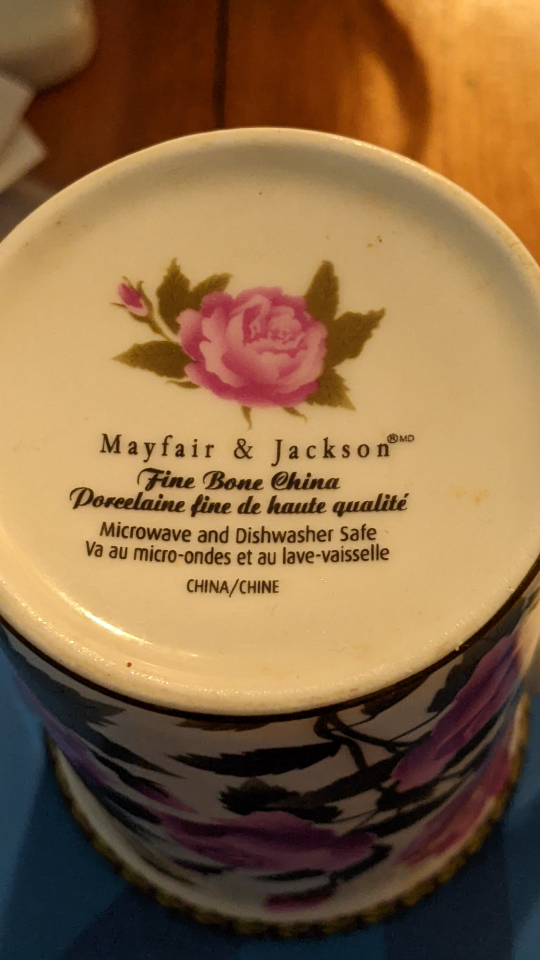 Mayfair & Jackson®MD
Fine Bone China
Porcelaine fine de haute qualité
Microwave and Dishwasher Safe
Va au micro-ondes et au lave-vaisselle
CHINA/CHINE